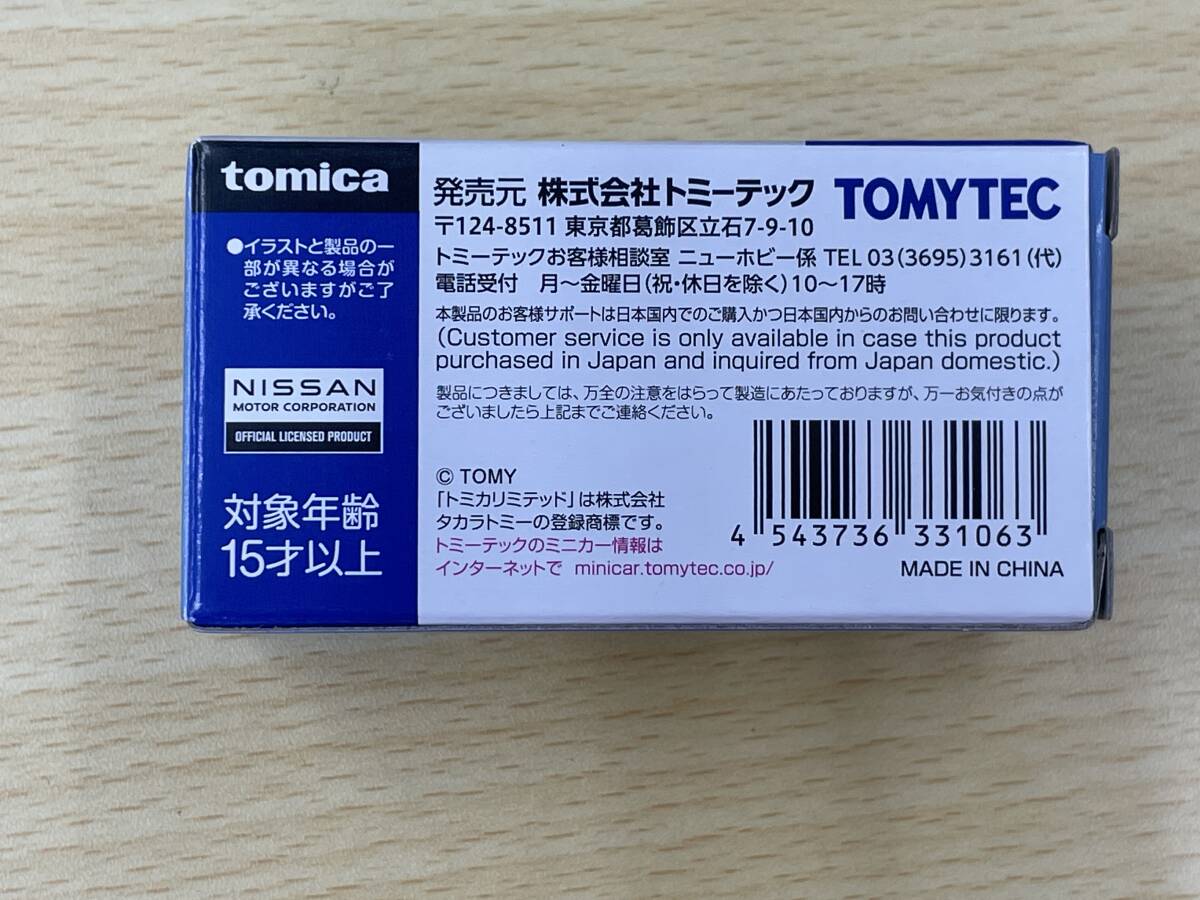 tomica
●イラストと製品の一
部が異なる場合が
ございますがご了
承ください。
NISSAN
MOTOR CORPORATION
OFFICIAL LICENSED PRODUCT
対象年齢
15才以上
発売元 株式会社トミーテック TOMYTEC
〒124-8511 東京都葛飾区立石7-9-10
トミーテックお客様相談室 ニューホビー係 TEL 03(3695)3161(代)
電話受付 月〜金曜日(祝・休日を除く)10〜17時
本製品のお客様サポートは日本国内でのご購入かつ日本国内からのお問い合わせに限ります。
(Customer service is only available in case this product
purchased in Japan and inquired from Japan domestic.)
製品につきましては、万全の注意をはらって製造にあたっておりますが、万一お気付きの点が
ございましたら上記までご連絡ください。
© TOMY
「トミカリミテッド」は株式会社
タカラトミーの登録商標です。
トミーテックのミニカー情報は
インターネットで minicar.tomytec.co.jp/
4 543736 331063
MADE IN CHINA